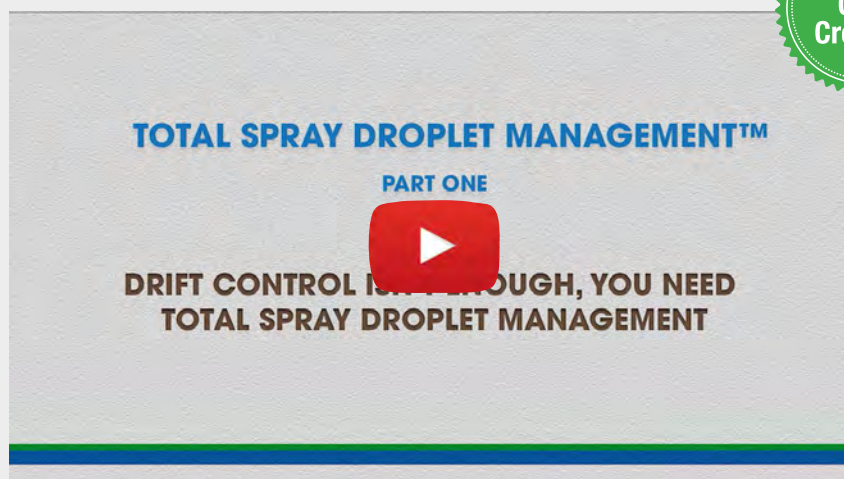 TOTAL SPRAY DROPLET MANAGEMENT™
PART ONE
DRIFT CONTROL YOU NEED
TOTAL SPRAY DROPLET MANAGEMENT